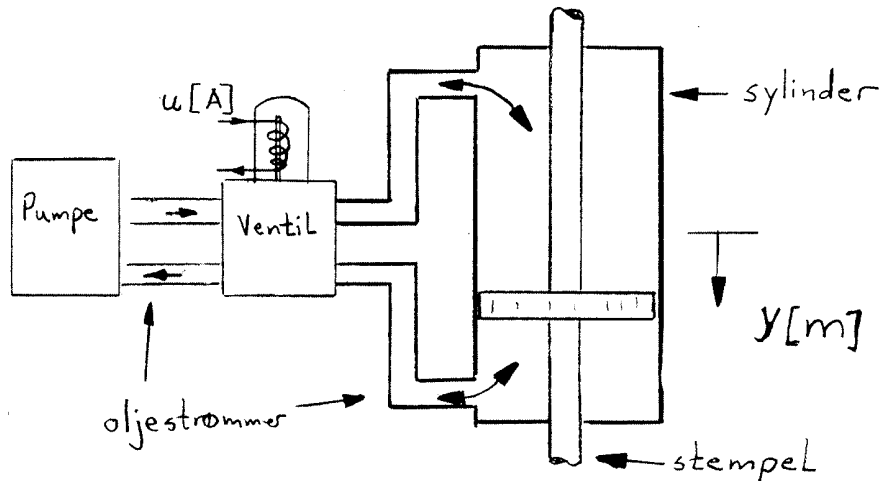 u[A]
sylinder
Pumpe
Ventil
y[m]
oljestrømmer
stempel